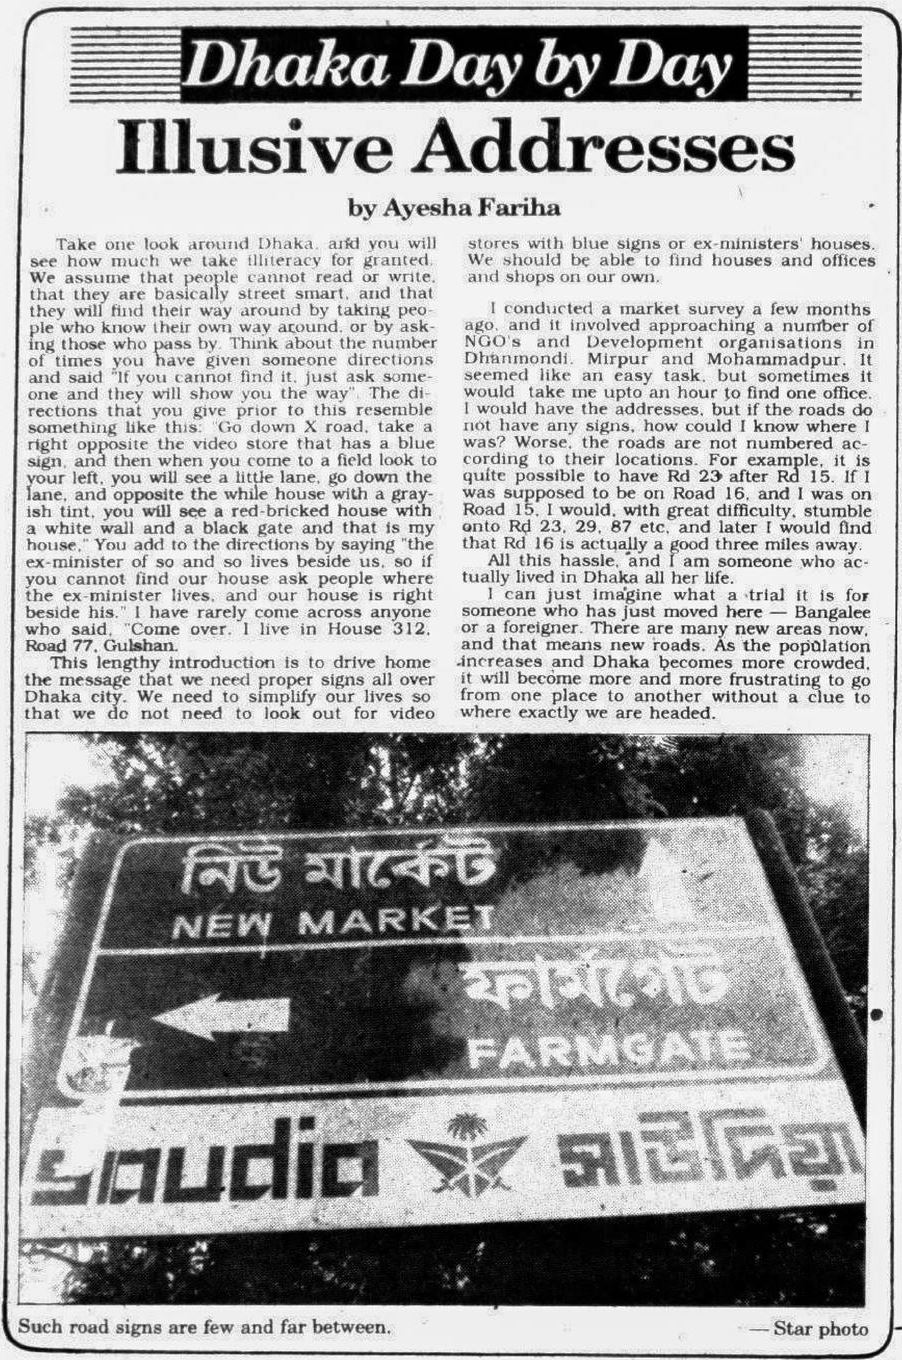 Dhaka Day by Day
Illusive Addresses
by Ayesha Fariha
Take one look around Dhaka, and you will
see how much we take illiteracy for granted.
We assume that people cannot read or write,
that they are basically street smart, and that
they will find their way around by taking peo-
ple who know their own way around, or by ask-
ing those who pass by. Think about the number
of times you have given someone directions
and said "If you cannot find it, just ask some-
one and they will show you the way". The di-
rections that you give prior to this resemble
something like this: "Go down X road, take a
right opposite the video store that has a blue
sign, and then when you come to a field look to
your left, you will see a little lane, go down the
lane, and opposite the while house with a gray-
ish tint, you will see a red-bricked house with
a white wall and a black gate and that is my
house." You add to the directions by saying "the
ex-minister of so and so lives beside us, so if
you cannot find our house ask people where
the ex-minister lives, and our house is right
beside his." I have rarely come across anyone
who said, "Come over, I live in House 312,
Road 77, Gulshan.
This lengthy introduction is to drive home
the message that we need proper signs all over
Dhaka city. We need to simplify our lives so
that we do not need to look out for video
stores with blue signs or ex-ministers' houses.
We should be able to find houses and offices
and shops on our own.
I conducted a market survey a few months
ago, and it involved approaching a number of
NGO's and Development organisations in
Dhanmondi, Mirpur and Mohammadpur. It
seemed like an easy task, but sometimes it
would take me upto an hour to find one office.
I would have the addresses, but if the roads do
not have any signs, how could I know where I
was? Worse, the roads are not numbered ac-
cording to their locations. For example, it is
quite possible to have Rd 23 after Rd 15. If I
was supposed to be on Road 16, and I was on
Road 15, I would, with great difficulty, stumble
onto Rd 23, 29, 87 etc, and later I would find
that Rd 16 is actually a good three miles away.
All this hassle, and I am someone who ac-
tually lived in Dhaka all her life.
I can just imagine what a trial it is for
someone who has just moved here — Bangalee
or a foreigner. There are many new areas now,
and that means new roads. As the population
increases and Dhaka becomes more crowded,
it will become more and more frustrating to go
from one place to another without a clue to
where exactly we are headed.
নিউ মার্কেট
NEW MARKET
ফার্মগেট
FARMGATE
saudia সাউদিয়া
Such road signs are few and far between.
— Star photo